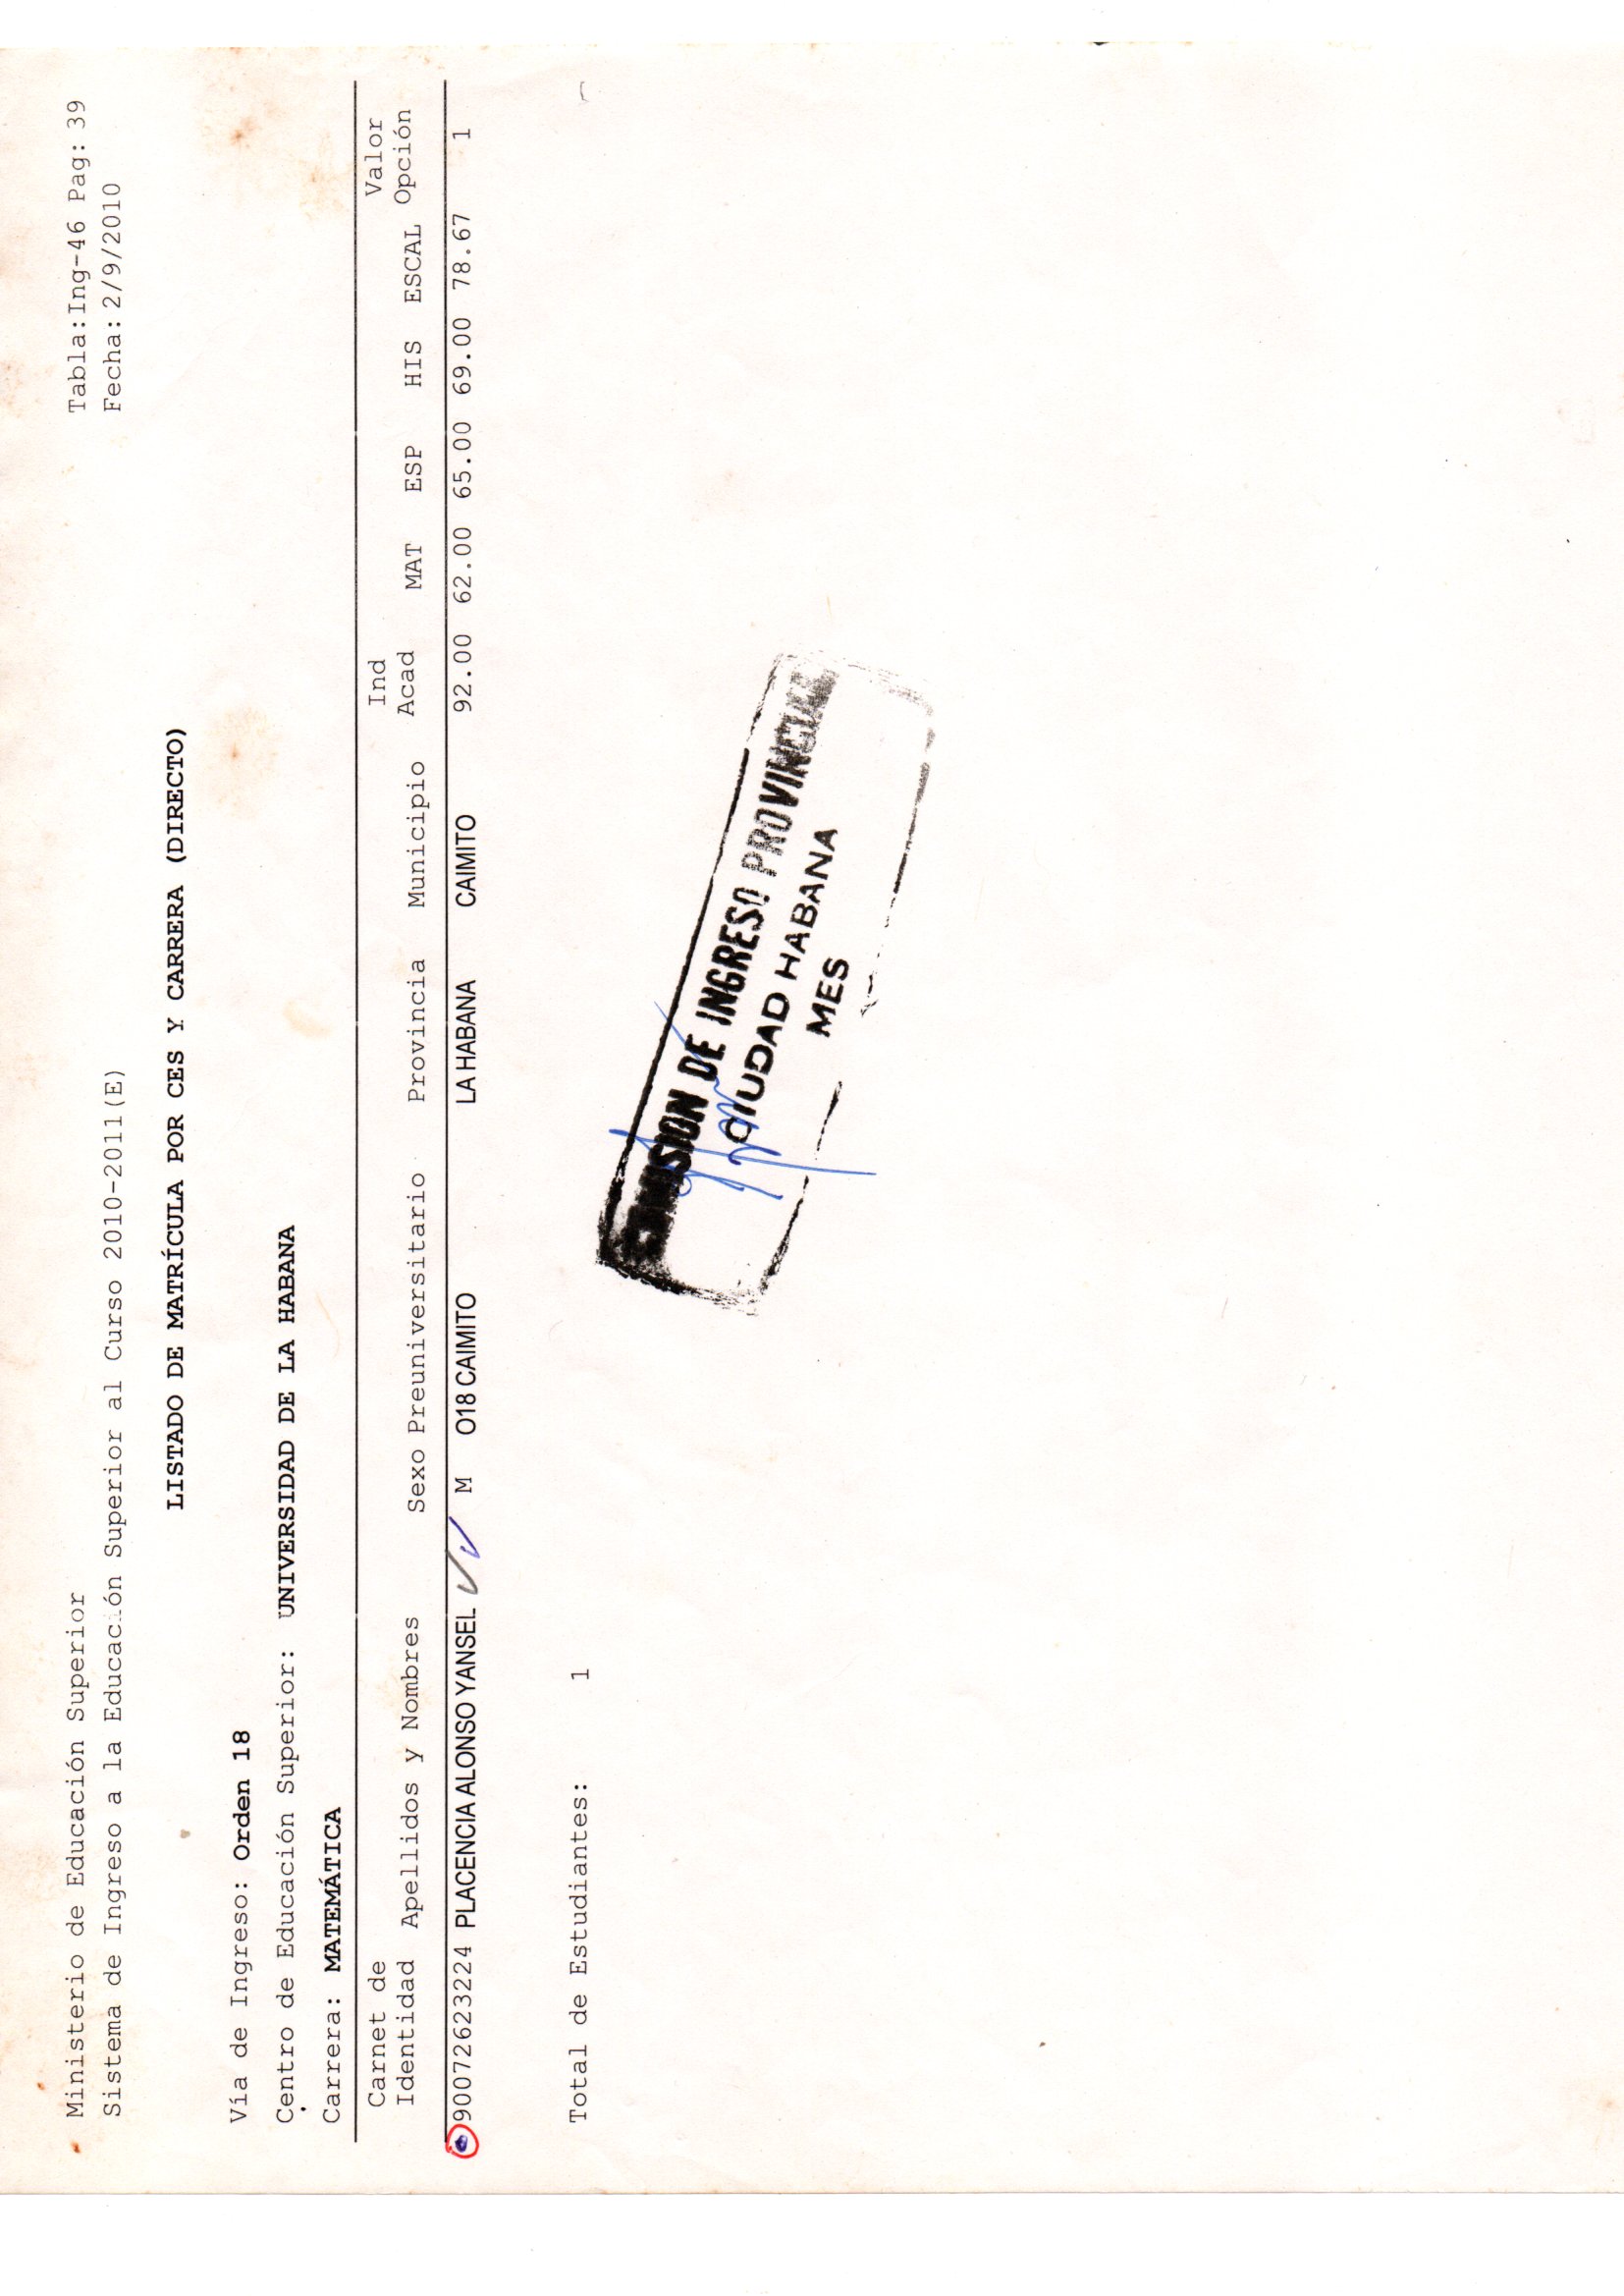 Ministerio de Educación Superior
Tabla: Ing-46 Pag: 39
Sistema de Ingreso a la Educación Superior al Curso 2010-2011(E)
Fecha: 2/9/2010
LISTADO DE MATRÍCULA POR CES Y CARRERA (DIRECTO)
Vía de Ingreso: Orden 18
Centro de Educación Superior: UNIVERSIDAD DE LA HABANA
Carrera: MATEMÁTICA
Carnet de Identidad Apellidos y Nombres Sexo Preuniversitario Provincia Municipio Ind Acad MAT ESP HIS ESCAL Valor Opción
90072623224 PLACENCIA ALONSO YANSEL M O18 CAIMITO LA HABANA CAIMITO 92.00 62.00 65.00 69.00 78.67 1
Total de Estudiantes: 1
COMISION DE INGRESO PROVINCIAL
CIUDAD HABANA
MES